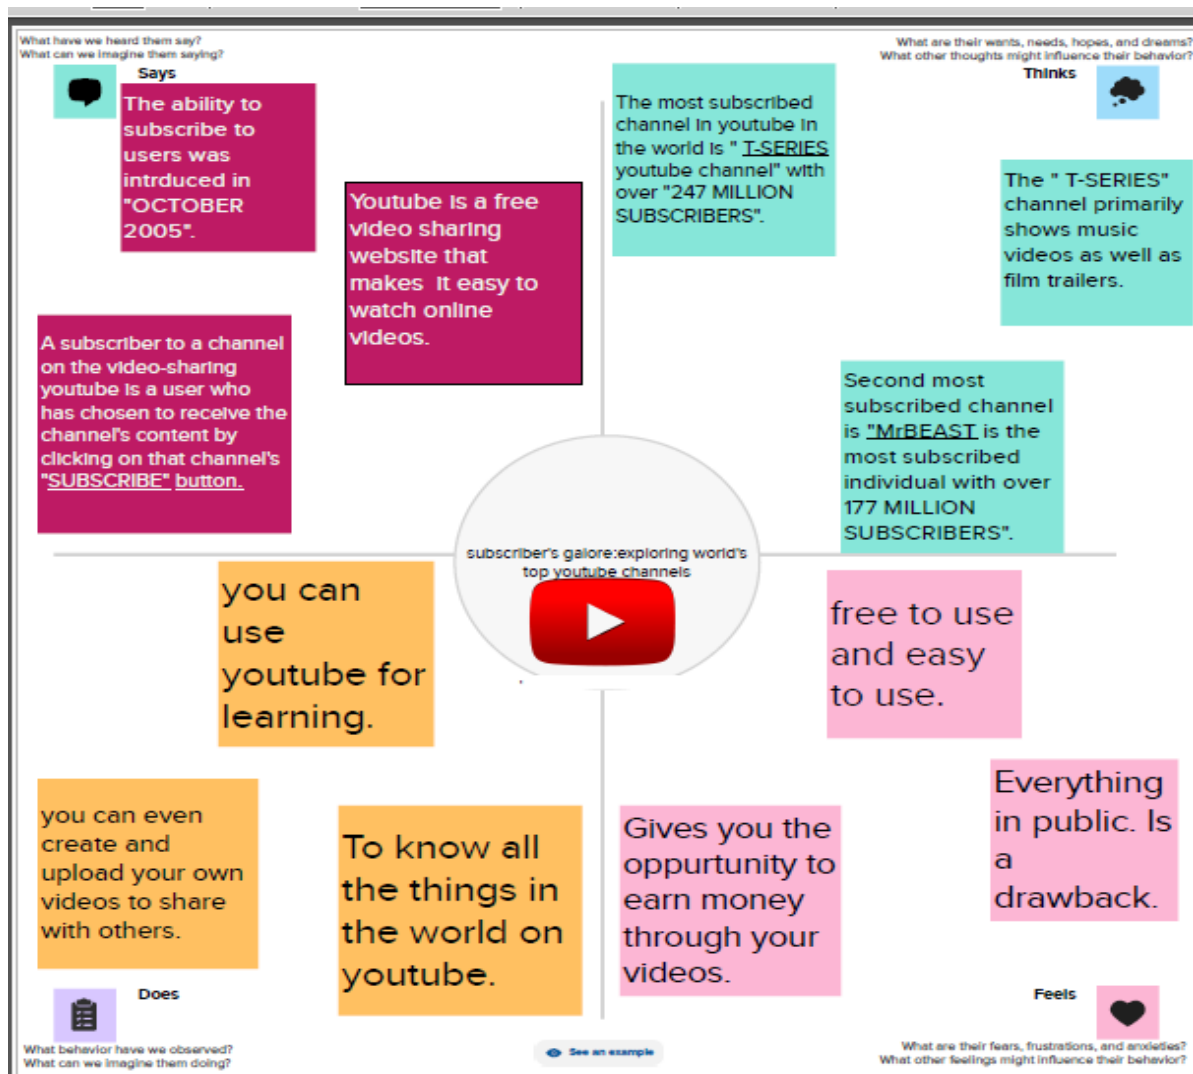 What have we heard them say?
What can we imagine them saying?
Says
The ability to
subscribe to
users was
intrduced in
"OCTOBER
2005".
Youtube is a free
video sharing
website that
makes it easy to
watch online
videos.
A subscriber to a channel
on the video-sharing
youtube is a user who
has chosen to receive the
channel's content by
clicking on that channel's
"SUBSCRIBE" button.
What are their wants, needs, hopes, and dreams?
What other thoughts might influence their behavior?
Thinks
The most subscribed
channel in youtube in
the world is " T-SERIES
youtube channel" with
over "247 MILLION
SUBSCRIBERS".
The " T-SERIES"
channel primarily
shows music
videos as well as
film trailers.
Second most
subscribed channel
is "MrBEAST is the
most subscribed
individual with over
177 MILLION
SUBSCRIBERS".
subscriber's galore:exploring world's
top youtube channels
you can
use
youtube for
learning.
you can even
create and
upload your own
videos to share
with others.
To know all
the things in
the world on
youtube.
Does
What behavior have we observed?
What can we imagine them doing?
free to use
and easy
to use.
Everything
in public. Is
a
drawback.
Gives you the
oppurtunity to
earn money
through your
videos.
Feels
What are their fears, frustrations, and anxieties?
What other feelings might influence their behavior?
See an example